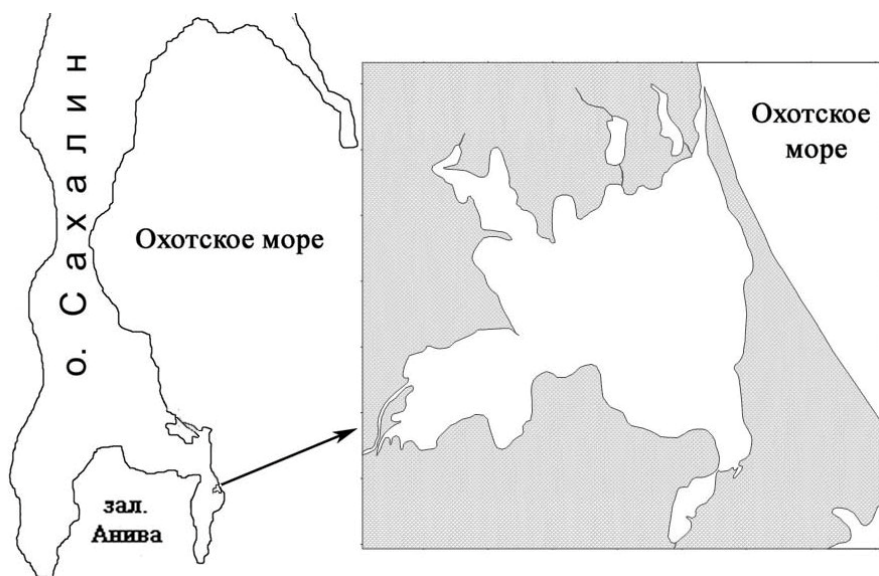 о. Сахалин
Охотское море
зал.
Анива
Охотское
море